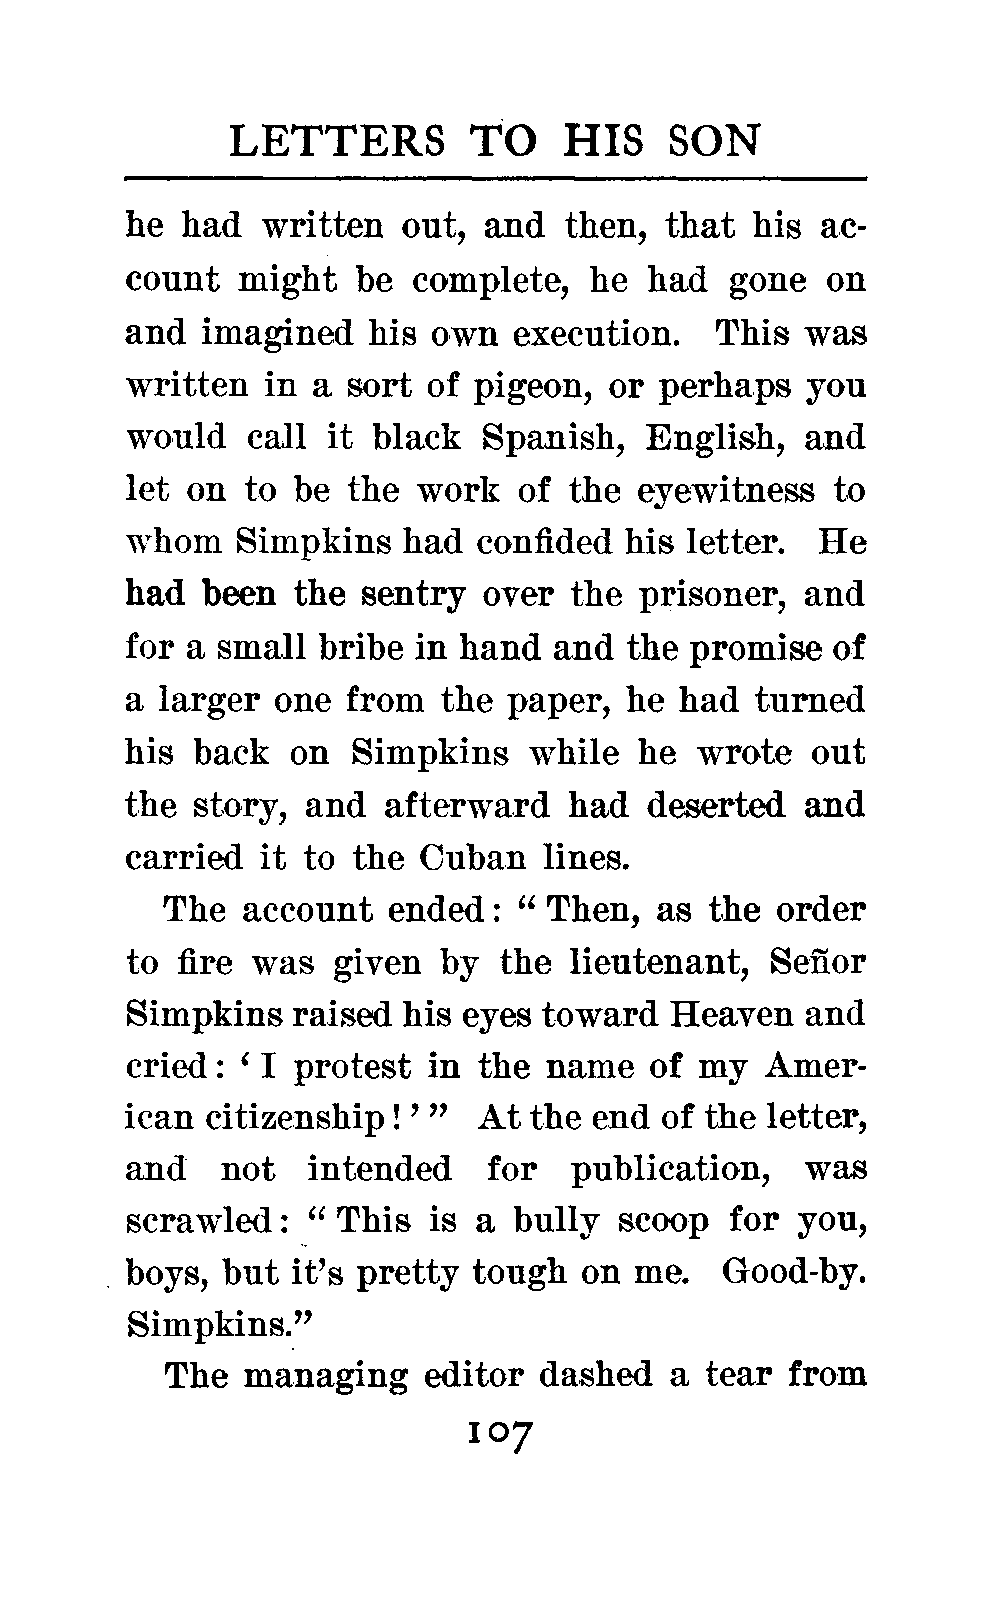 LETTERS TO HIS SON
he had written out, and then, that his ac-
count might be complete, he had gone on
and imagined his own execution. This was
written in a sort of pigeon, or perhaps you
would call it black Spanish, English, and
let on to be the work of the eyewitness to
whom Simpkins had confided his letter. He
had been the sentry over the prisoner, and
for a small bribe in hand and the promise of
a larger one from the paper, he had turned
his back on Simpkins while he wrote out
the story, and afterward had deserted and
carried it to the Cuban lines.
The account ended: “Then, as the order
to fire was given by the lieutenant, Señor
Simpkins raised his eyes toward Heaven and
cried: ‘I protest in the name of my Amer-
ican citizenship!’” At the end of the letter,
and not intended for publication, was
scrawled: “This is a bully scoop for you,
boys, but it’s pretty tough on me. Good-by.
Simpkins.”
The managing editor dashed a tear from
107